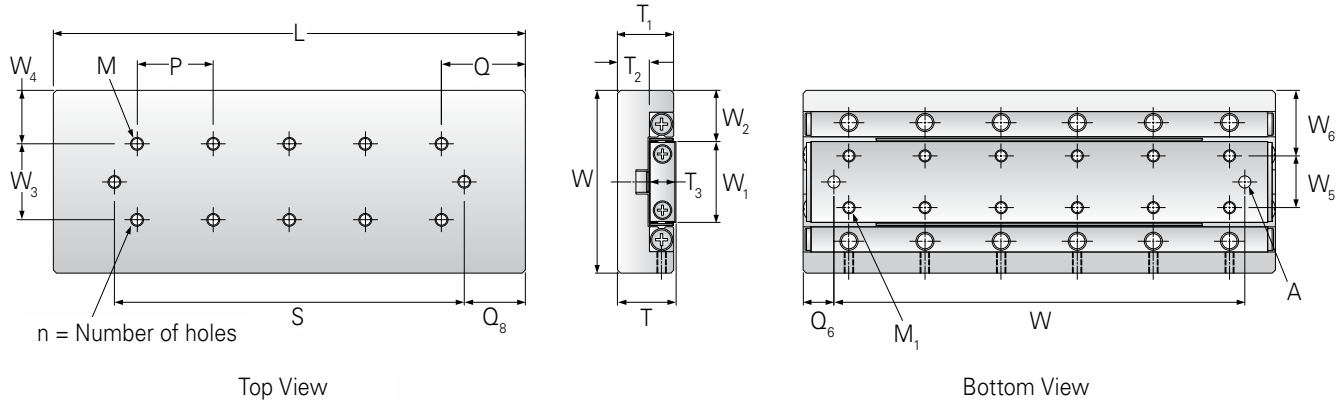 L
W₄
M
P
Q
W₃
S
Q₈
n = Number of holes
Top View
T₁
T₂
W₂
W
T₃
W₁
T
W₆
W₅
A
Q₆
M₁
W
Bottom View